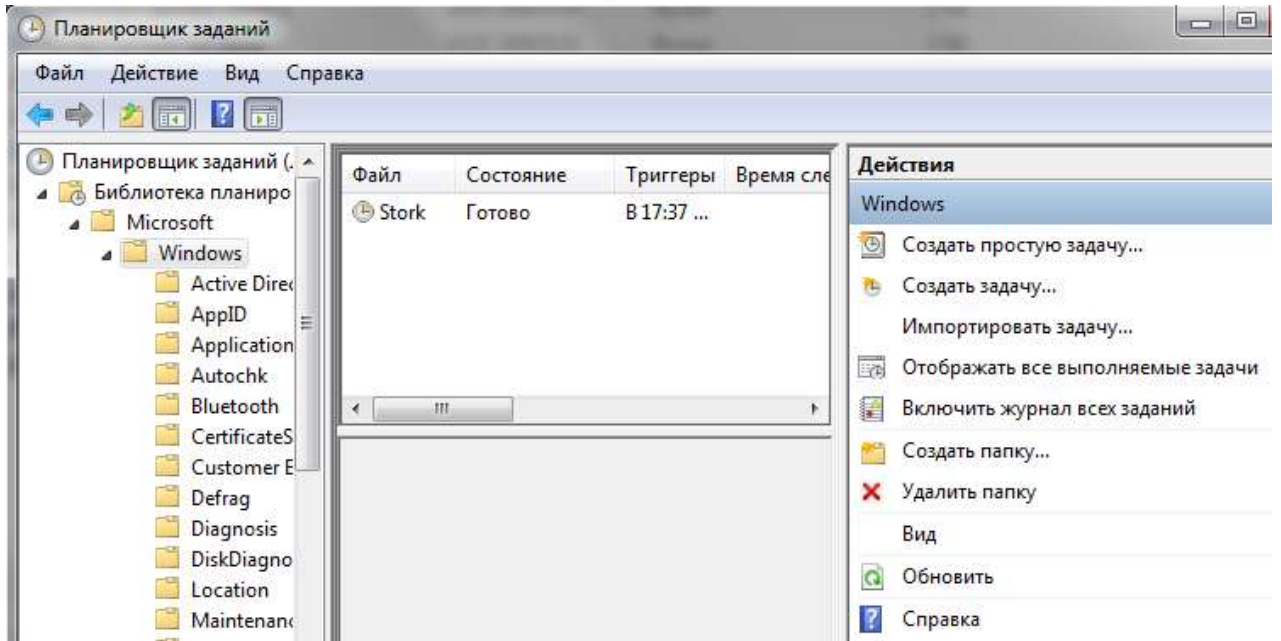 Планировщик заданий
Файл Действие Вид Справка
Планировщик заданий (.
Библиотека планиро
Microsoft
Windows
Active Direc
AppID
Application
Autochk
Bluetooth
CertificateS
Customer E
Defrag
Diagnosis
DiskDiagno
Location
Maintenanc
Файл Состояние Триггеры Время сле
Stork Готово В 17:37 ...
Действия
Windows
Создать простую задачу...
Создать задачу...
Импортировать задачу...
Отображать все выполняемые задачи
Включить журнал всех заданий
Создать папку...
Удалить папку
Вид
Обновить
Справка